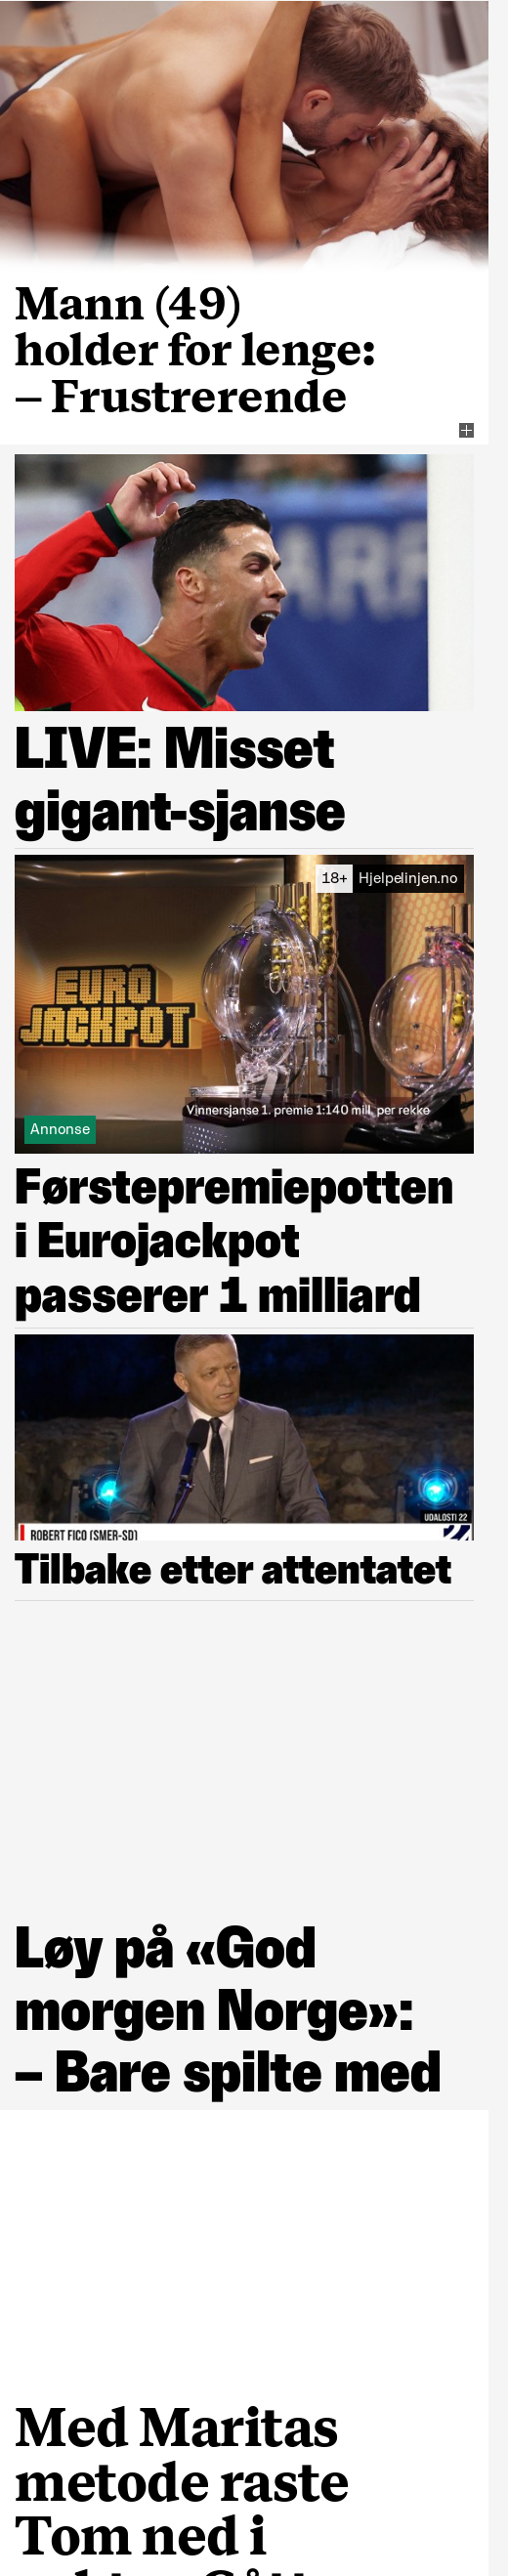 Mann (49)
holder for lenge:
– Frustrerende
LIVE: Misset
gigant-sjanse
18+ Hjelpelinjen.no
EURO
JACKPOT
Vinnersjanse 1. premie 1:140 mill. per rekke
Annonse
Førstepremiepotten
i Eurojackpot
passerer 1 milliard
UDALOSTI 22
ROBERT FICO (SMER-SD)
Tilbake etter attentatet
Løy på «God
morgen Norge»:
– Bare spilte med
Med Maritas
metode raste
Tom ned i